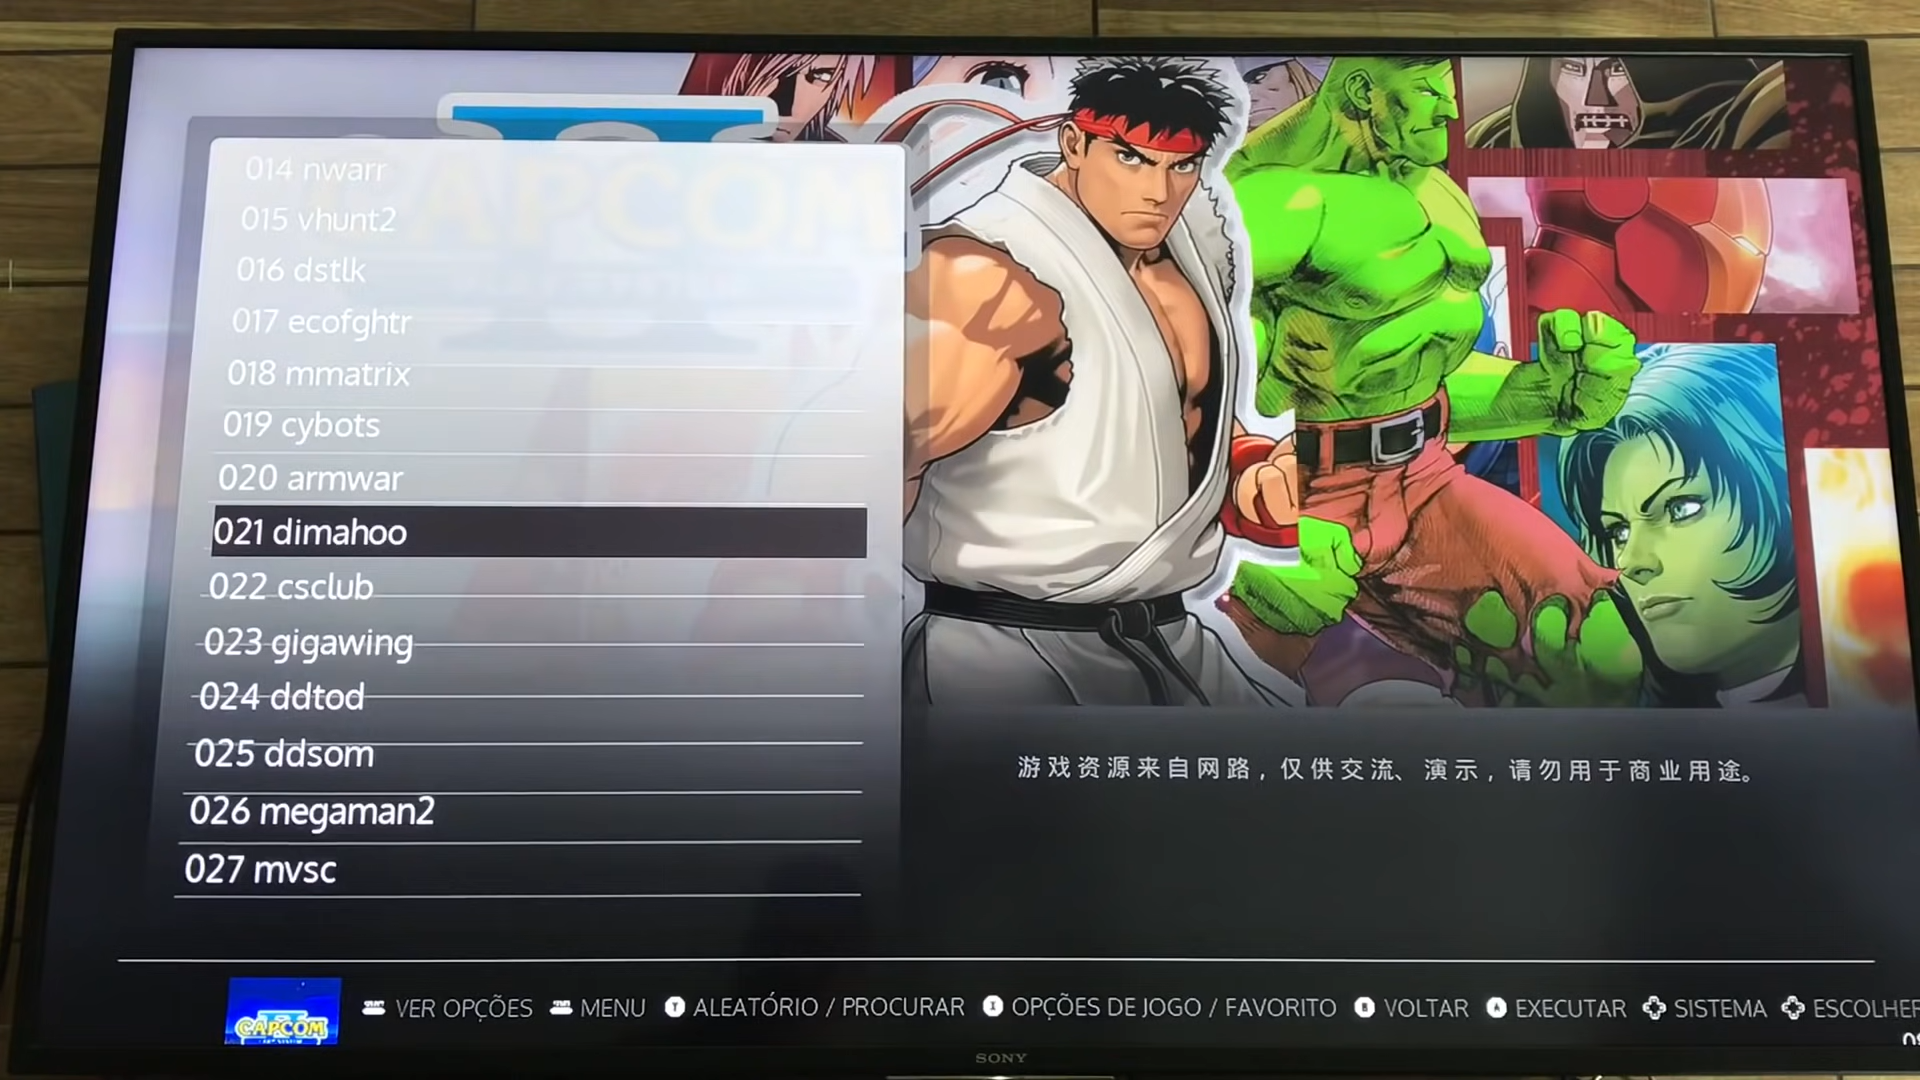 CAPCOM
014 nwarr
015 vhunt2
016 dstlk
017 ecofghtr
018 mmatrix
019 cybots
020 armwar
021 dimahoo
022 csclub
023 gigawing
024 ddtod
025 ddsom
026 megaman2
027 mvsc
游戏资源来自网路，仅供交流、演示，请勿用于商业用途。
CAPCOM
VER OPÇÕES MENU Y ALEATÓRIO / PROCURAR X OPÇÕES DE JOGO / FAVORITO B VOLTAR A EXECUTAR SISTEMA ESCOLHER
SONY